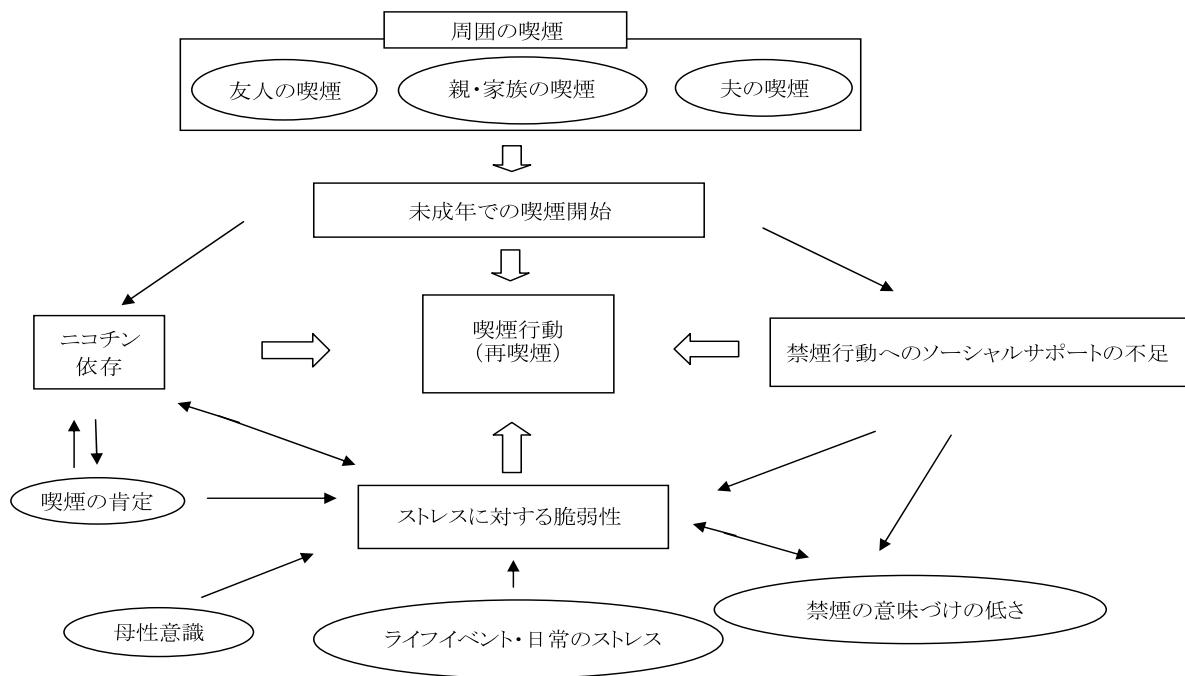 周囲の喫煙
友人の喫煙
親・家族の喫煙
夫の喫煙
未成年での喫煙開始
ニコチン
依存
喫煙行動
(再喫煙)
禁煙行動へのソーシャルサポートの不足
喫煙の肯定
ストレスに対する脆弱性
母性意識
ライフイベント・日常のストレス
禁煙の意味づけの低さ